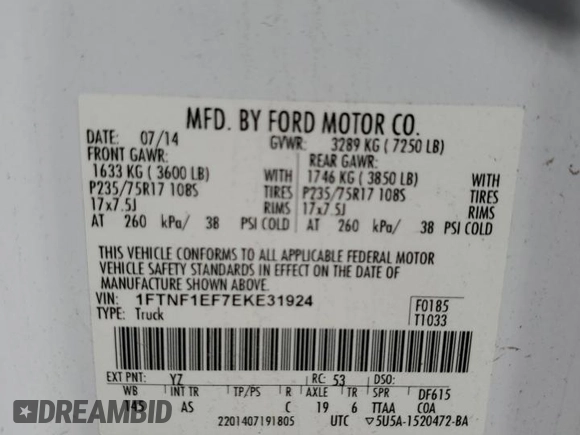 MFD. BY FORD MOTOR CO.
DATE: 07/14 GVWR: 3289 KG ( 7250 LB)
FRONT GAWR: REAR GAWR:
1633 KG ( 3600 LB) WITH 1746 KG ( 3850 LB) WITH
P235/75R17 108S TIRES P235/75R17 108S TIRES
17x7.5J RIMS 17x7.5J RIMS
AT 260 kPa/ 38 PSI COLD AT 260 kPa/ 38 PSI COLD
THIS VEHICLE CONFORMS TO ALL APPLICABLE FEDERAL MOTOR
VEHICLE SAFETY STANDARDS IN EFFECT ON THE DATE OF
MANUFACTURE SHOWN ABOVE.
VIN: 1FTNF1EF7EKE31924 F0185
TYPE: Truck T1033
EXT PNT: YZ RC: 53 DSO:
WB INT TR TP/PS R AXLE TR SPR DF615
145 AS C 19 6 TTAA COA
2201407191805 UTC ▽5U5A-1520472-BA
DREAMBID